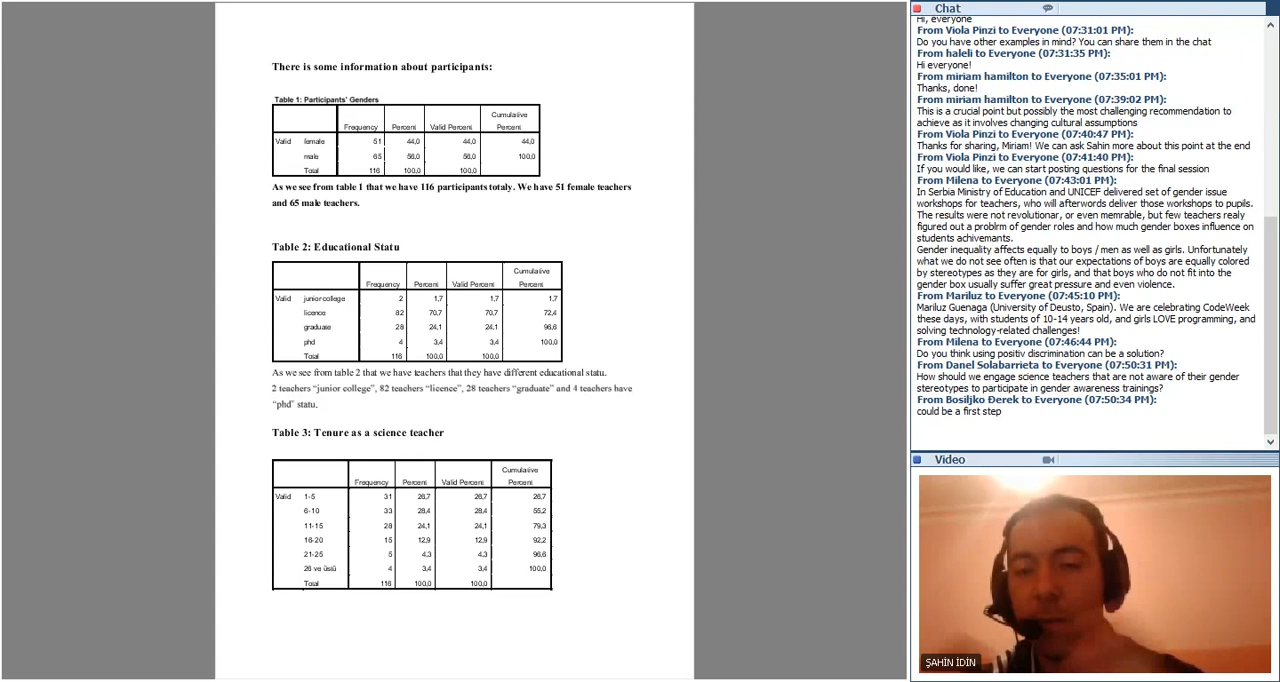 There is some information about participants:
Table 1: Participants' Genders
Frequency Percent Valid Percent Cumulative Percent
Valid female 51 44,0 44,0 44,0
male 65 56,0 56,0 100,0
Total 116 100,0 100,0
As we see from table 1 that we have 116 participants totaly. We have 51 female teachers
and 65 male teachers.
Table 2: Educational Statu
Frequency Percent Valid Percent Cumulative Percent
Valid junior college 2 1,7 1,7 1,7
licence 82 70,7 70,7 72,4
graduate 28 24,1 24,1 96,6
phd 4 3,4 3,4 100,0
Total 116 100,0 100,0
As we see from table 2 that we have teachers that they have different educational statu.
2 teachers “junior college”, 82 teachers “licence”, 28 teachers “graduate” and 4 teachers have
“phd” statu.
Table 3: Tenure as a science teacher
Frequency Percent Valid Percent Cumulative Percent
Valid 1-5 31 26,7 26,7 26,7
6-10 33 28,4 28,4 55,2
11-15 28 24,1 24,1 79,3
16-20 15 12,9 12,9 92,2
21-25 5 4,3 4,3 96,6
26 ve üstü 4 3,4 3,4 100,0
Total 116 100,0 100,0
Chat
Hi, everyone
From Viola Pinzi to Everyone (07:31:01 PM):
Do you have other examples in mind? You can share them in the chat
From haleli to Everyone (07:31:35 PM):
Hi everyone!
From miriam hamilton to Everyone (07:35:01 PM):
Thanks, done!
From miriam hamilton to Everyone (07:39:02 PM):
This is a crucial point but possibly the most challenging recommendation to
achieve as it involves changing cultural assumptions
From Viola Pinzi to Everyone (07:40:47 PM):
Thanks for sharing, Miriam! We can ask Sahin more about this point at the end
From Viola Pinzi to Everyone (07:41:40 PM):
If you would like, we can start posting questions for the final session
From Milena to Everyone (07:43:01 PM):
In Serbia Ministry of Education and UNICEF delivered set of gender issue
workshops for teachers, who will afterwords deliver those workshops to pupils.
The results were not revolutionar, or even memrable, but few teachers realy
figured out a problrm of gender roles and how much gender boxes influence on
students achivemants.
Gender inequality affects equally to boys / men as well as girls. Unfortunately
what we do not see often is that our expectations of boys are equally colored
by stereotypes as they are for girls, and that boys who do not fit into the
gender box usually suffer great pressure and even violence.
From Mariluz to Everyone (07:45:10 PM):
Mariluz Guenaga (University of Deusto, Spain). We are celebrating CodeWeek
these days, with students of 10-14 years old, and girls LOVE programming, and
solving technology-related challenges!
From Milena to Everyone (07:46:44 PM):
Do you think using positiv discrimination can be a solution?
From Danel Solabarrieta to Everyone (07:50:31 PM):
How should we engage science teachers that are not aware of their gender
stereotypes to participate in gender awareness trainings?
From Bosiljko Đerek to Everyone (07:50:34 PM):
could be a first step
Video
ŞAHİN İDİN